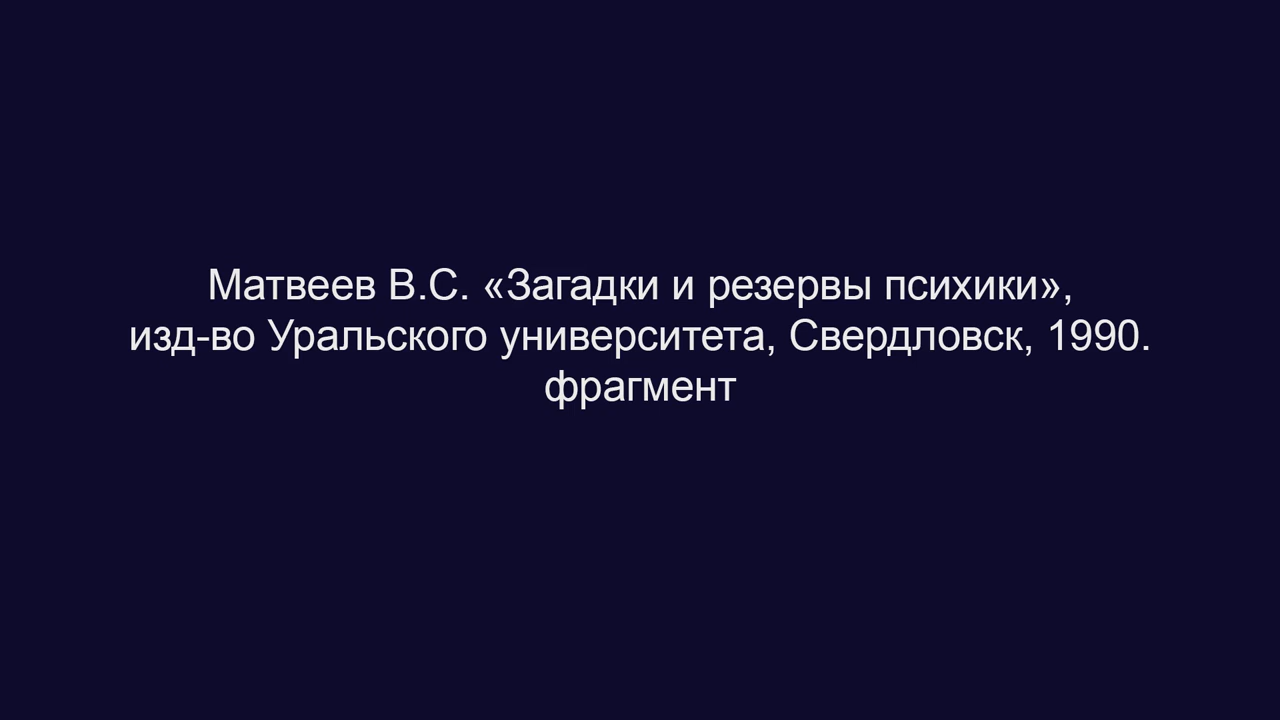 Матвеев В.С. «Загадки и резервы психики»,
изд-во Уральского университета, Свердловск, 1990.
фрагмент